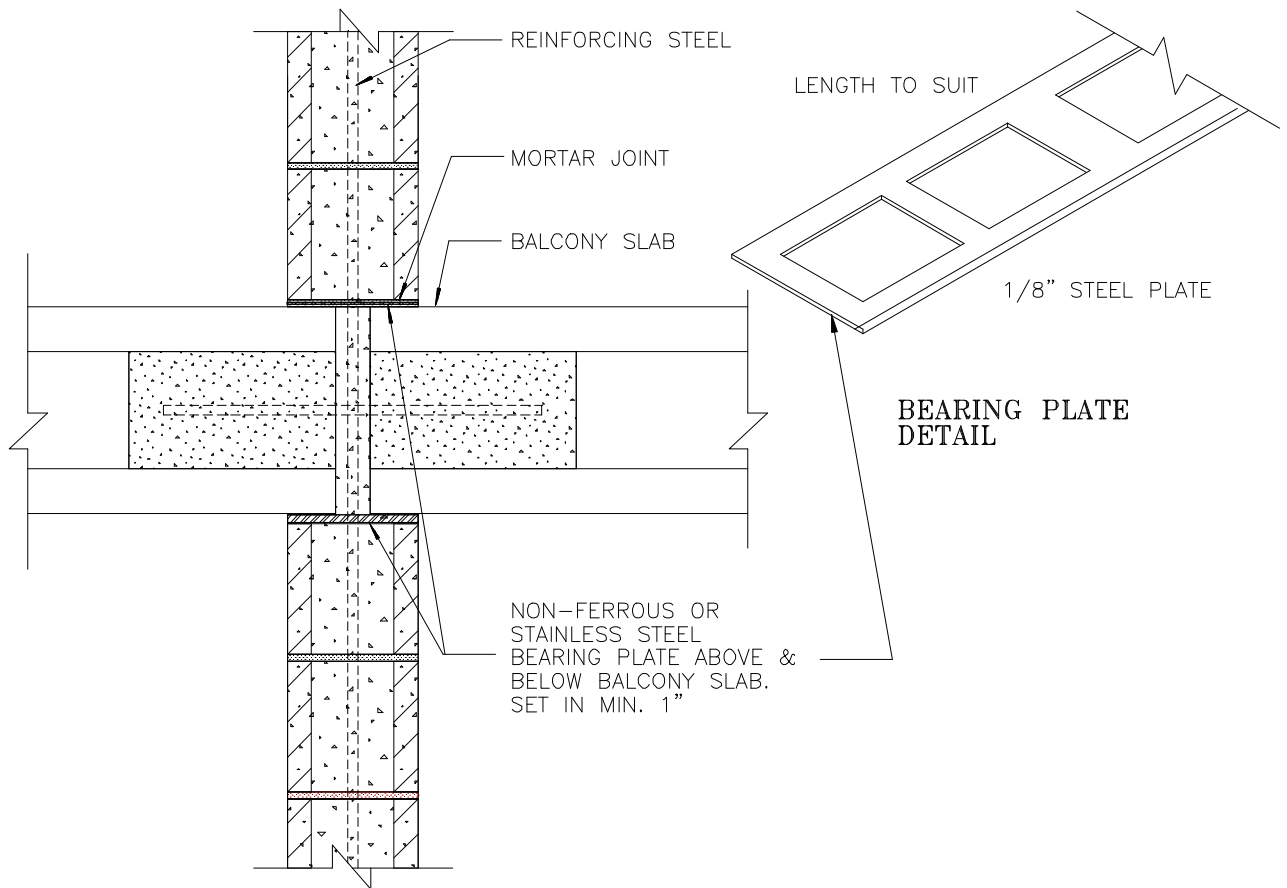 REINFORCING STEEL
MORTAR JOINT
BALCONY SLAB
LENGTH TO SUIT
1/8” STEEL PLATE
BEARING PLATE
DETAIL
NON-FERROUS OR
STAINLESS STEEL
BEARING PLATE ABOVE &
BELOW BALCONY SLAB.
SET IN MIN. 1”